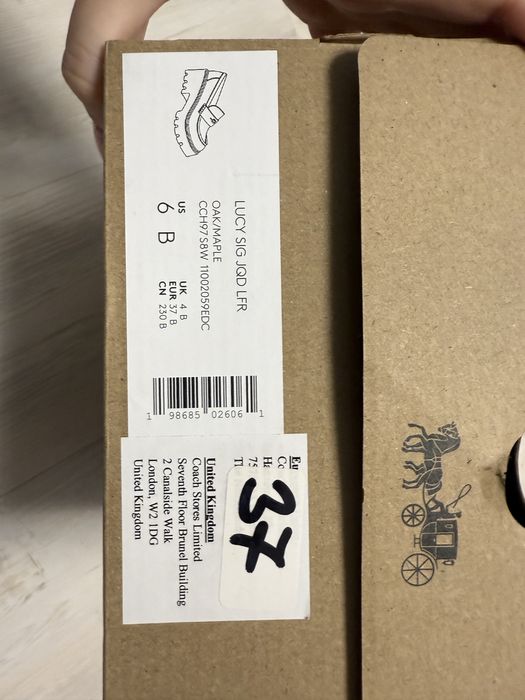 LUCY SIG JQD LFR
OAK/MAPLE
CCH97 S8W 11002059EDC
US
6 B
UK 4 B
EUR 37 B
CN 230 B
1 98685 02606 1
37
United Kingdom
Coach Stores Limited
Seventh Floor Brunel Building
2 Canalside Walk
London, W2 1DG
United Kingdom